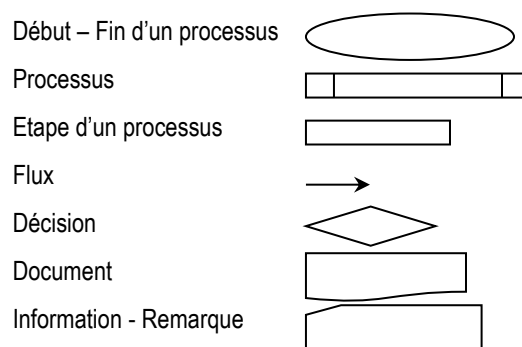 Début – Fin d'un processus
Processus
Etape d'un processus
Flux
Décision
Document
Information - Remarque